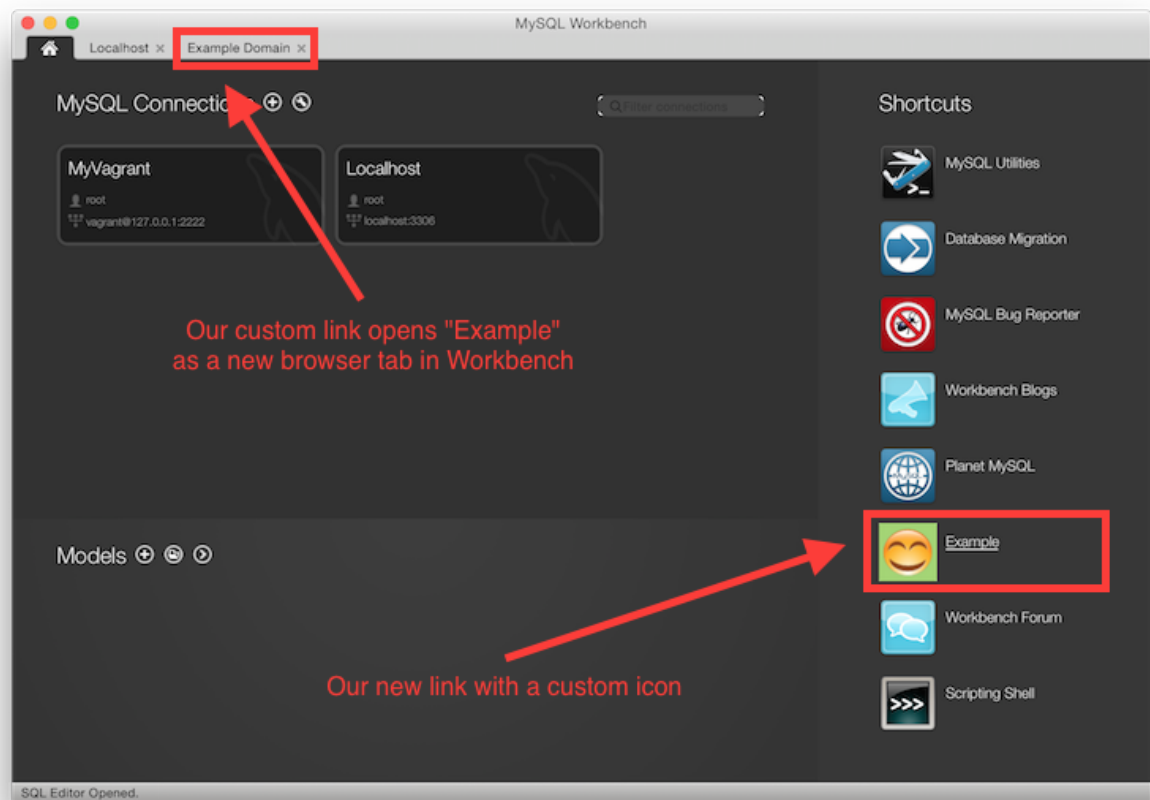 MySQL Workbench
Localhost ×
Example Domain ×
MySQL Connections
Filter connections
Shortcuts
MyVagrant
root
vagrant@127.0.0.1:2222
Localhost
root
localhost:3306
MySQL Utilities
Database Migration
MySQL Bug Reporter
Workbench Blogs
Planet MySQL
Example
Workbench Forum
Scripting Shell
Our custom link opens "Example"
as a new browser tab in Workbench
Models
Our new link with a custom icon
SQL Editor Opened.